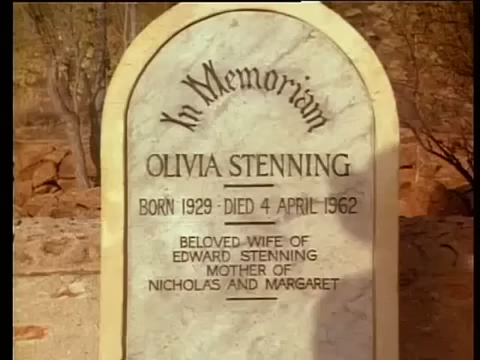 In Memoriam
OLIVIA STENNING
BORN 1929 · DIED 4 APRIL 1962
BELOVED WIFE OF
EDWARD STENNING
MOTHER OF
NICHOLAS AND MARGARET